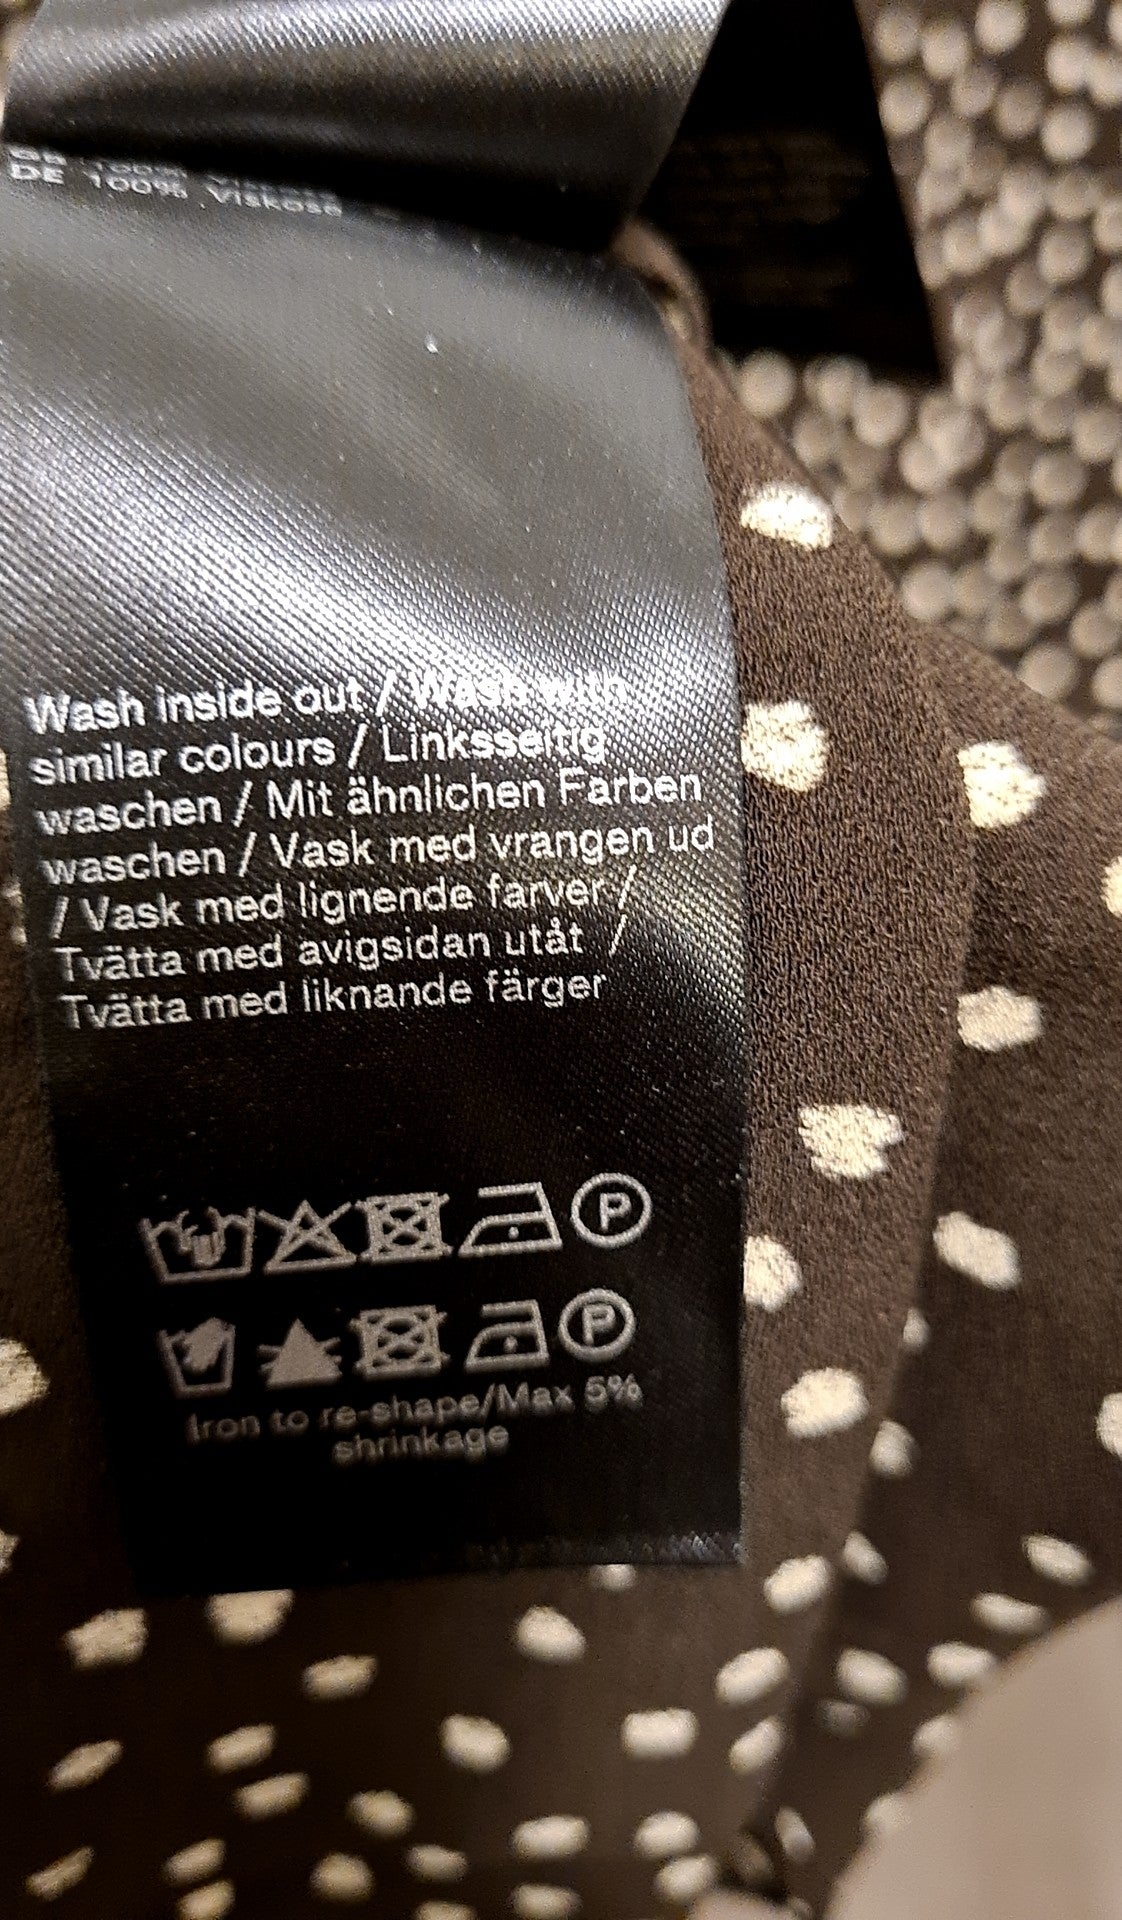 DE 100% Viskose
Wash inside out / Wash with
similar colours / Linksseitig
waschen / Mit ähnlichen Farben
waschen / Vask med vrangen ud
/ Vask med lignende farver /
Tvätta med avigsidan utåt /
Tvätta med liknande färger
P
P
Iron to re-shape/Max 5%
shrinkage